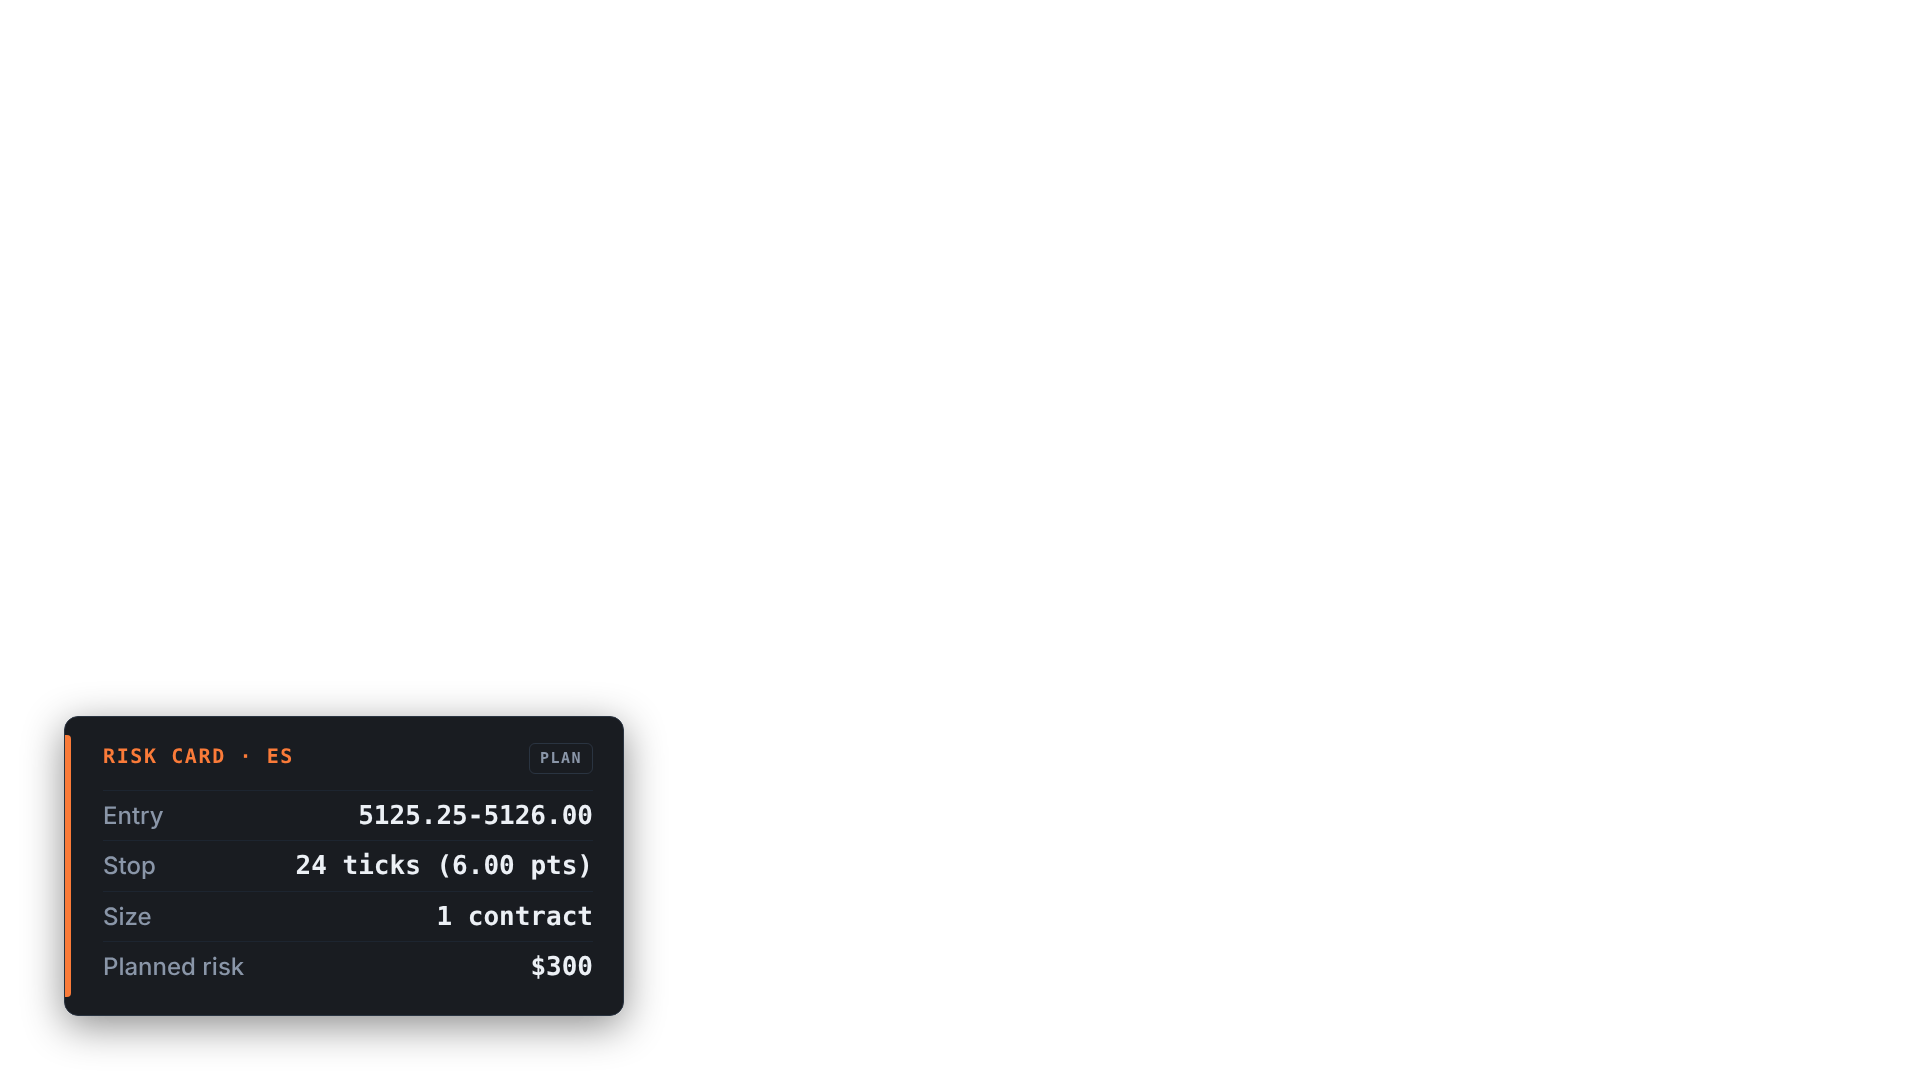 RISK CARD · ES
PLAN
Entry 5125.25-5126.00
Stop 24 ticks (6.00 pts)
Size 1 contract
Planned risk $300